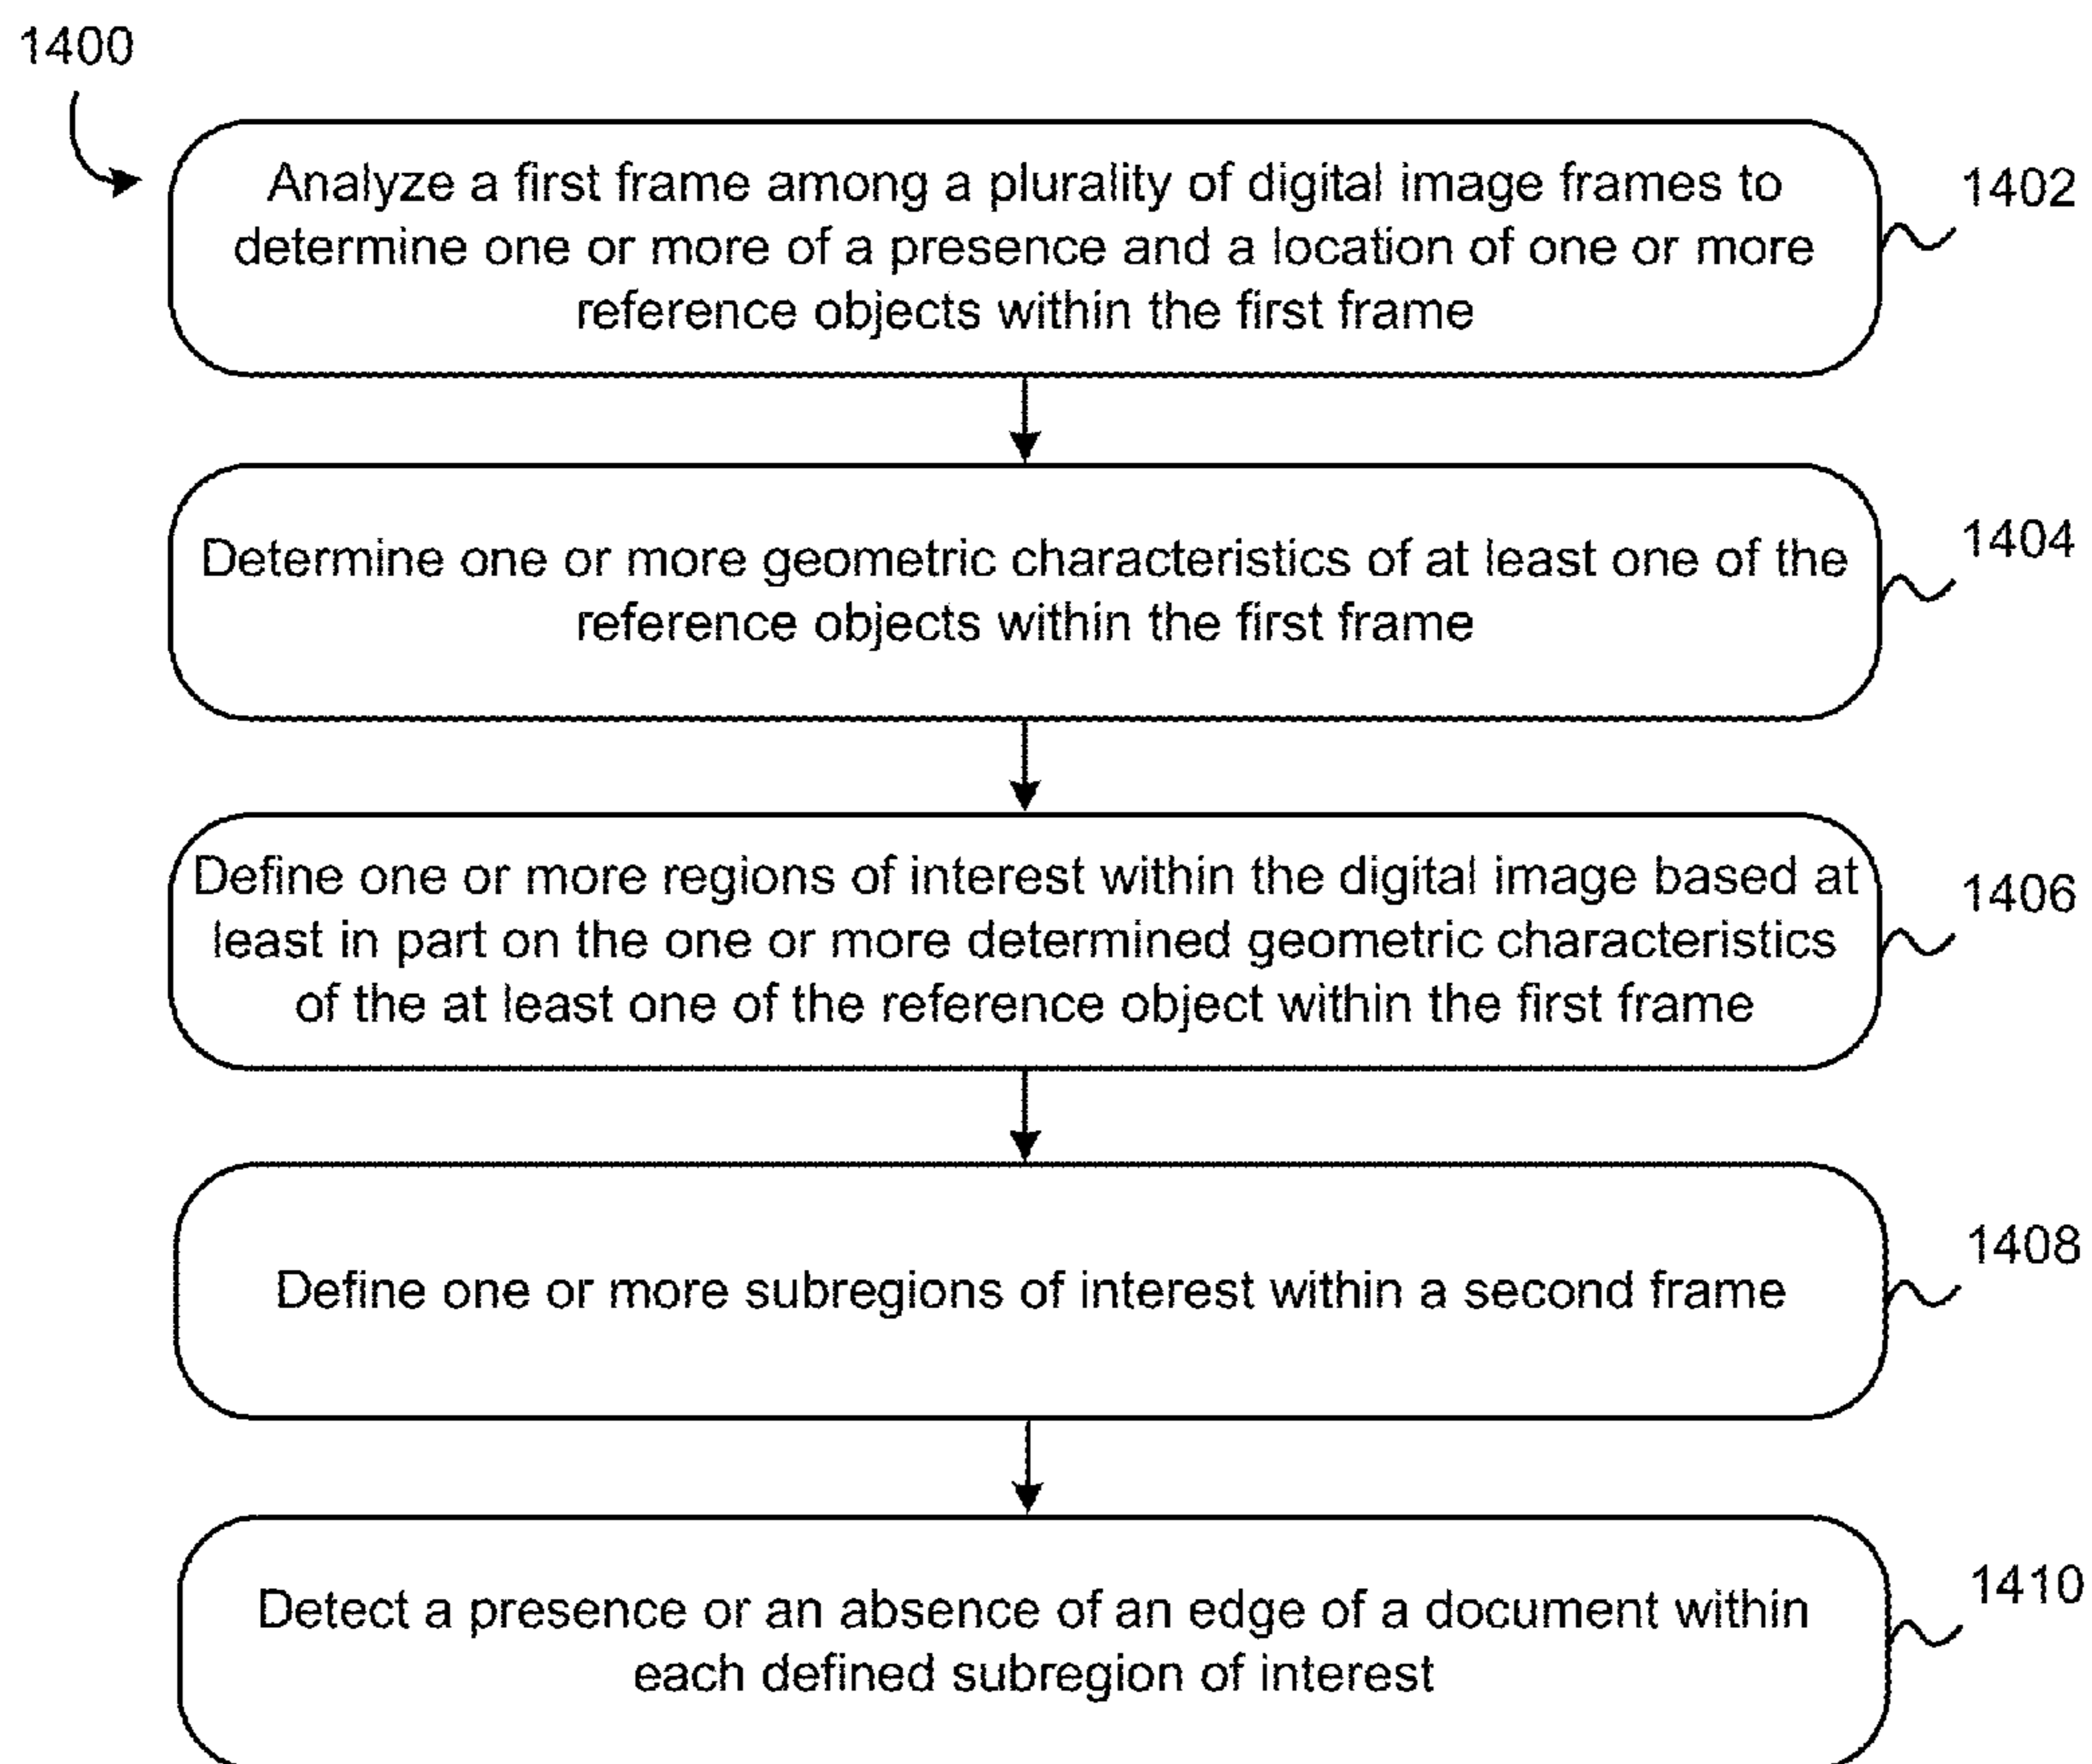 1400
Analyze a first frame among a plurality of digital image frames to
determine one or more of a presence and a location of one or more
reference objects within the first frame
1402
Determine one or more geometric characteristics of at least one of the
reference objects within the first frame
1404
Define one or more regions of interest within the digital image based at
least in part on the one or more determined geometric characteristics
of the at least one of the reference object within the first frame
1406
Define one or more subregions of interest within a second frame
1408
Detect a presence or an absence of an edge of a document within
each defined subregion of interest
1410